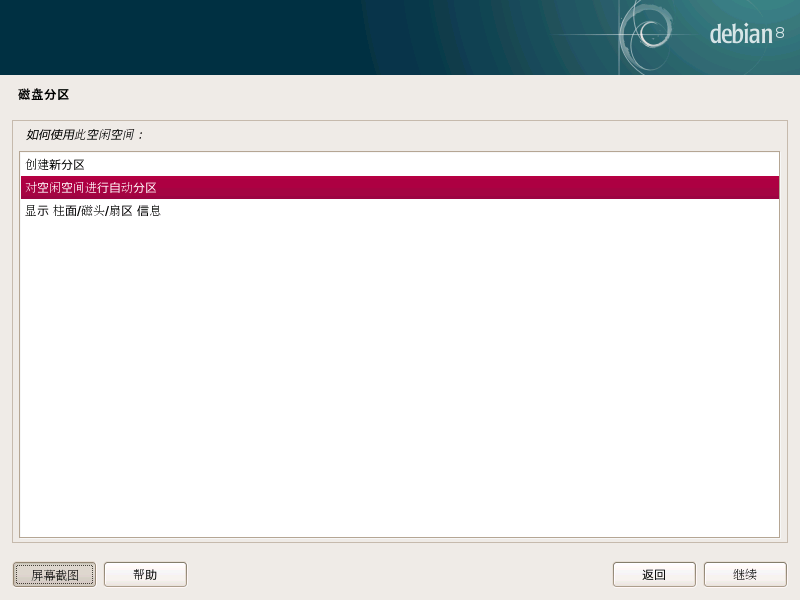 debian 8
磁盘分区
如何使用此空闲空间：
创建新分区
对空闲空间进行自动分区
显示 柱面/磁头/扇区 信息
屏幕截图 帮助 返回 继续